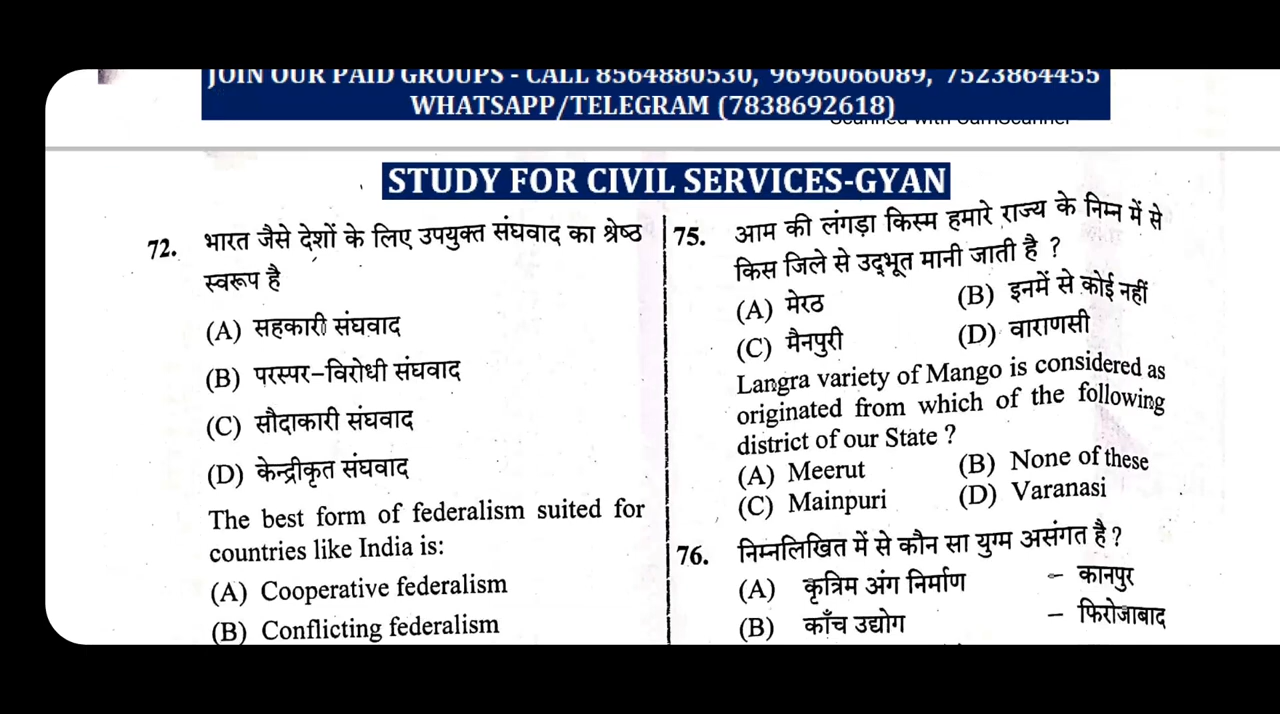 JOIN OUR PAID GROUPS - CALL 8564880530, 9696066089, 7523864455
WHATSAPP/TELEGRAM (7838692618)
STUDY FOR CIVIL SERVICES-GYAN
72. भारत जैसे देशों के लिए उपयुक्त संघवाद का श्रेष्ठ
स्वरूप है
(A) सहकारी संघवाद
(B) परस्पर-विरोधी संघवाद
(C) सौदाकारी संघवाद
(D) केन्द्रीकृत संघवाद
The best form of federalism suited for
countries like India is:
(A) Cooperative federalism
(B) Conflicting federalism
75. आम की लंगड़ा किस्म हमारे राज्य के निम्न में से
किस जिले से उद्भूत मानी जाती है ?
(A) मेरठ (B) इनमें से कोई नहीं
(C) मैनपुरी (D) वाराणसी
Langra variety of Mango is considered as
originated from which of the following
district of our State ?
(A) Meerut (B) None of these
(C) Mainpuri (D) Varanasi
76. निम्नलिखित में से कौन सा युग्म असंगत है ?
(A) कृत्रिम अंग निर्माण – कानपुर
(B) काँच उद्योग – फिरोजाबाद